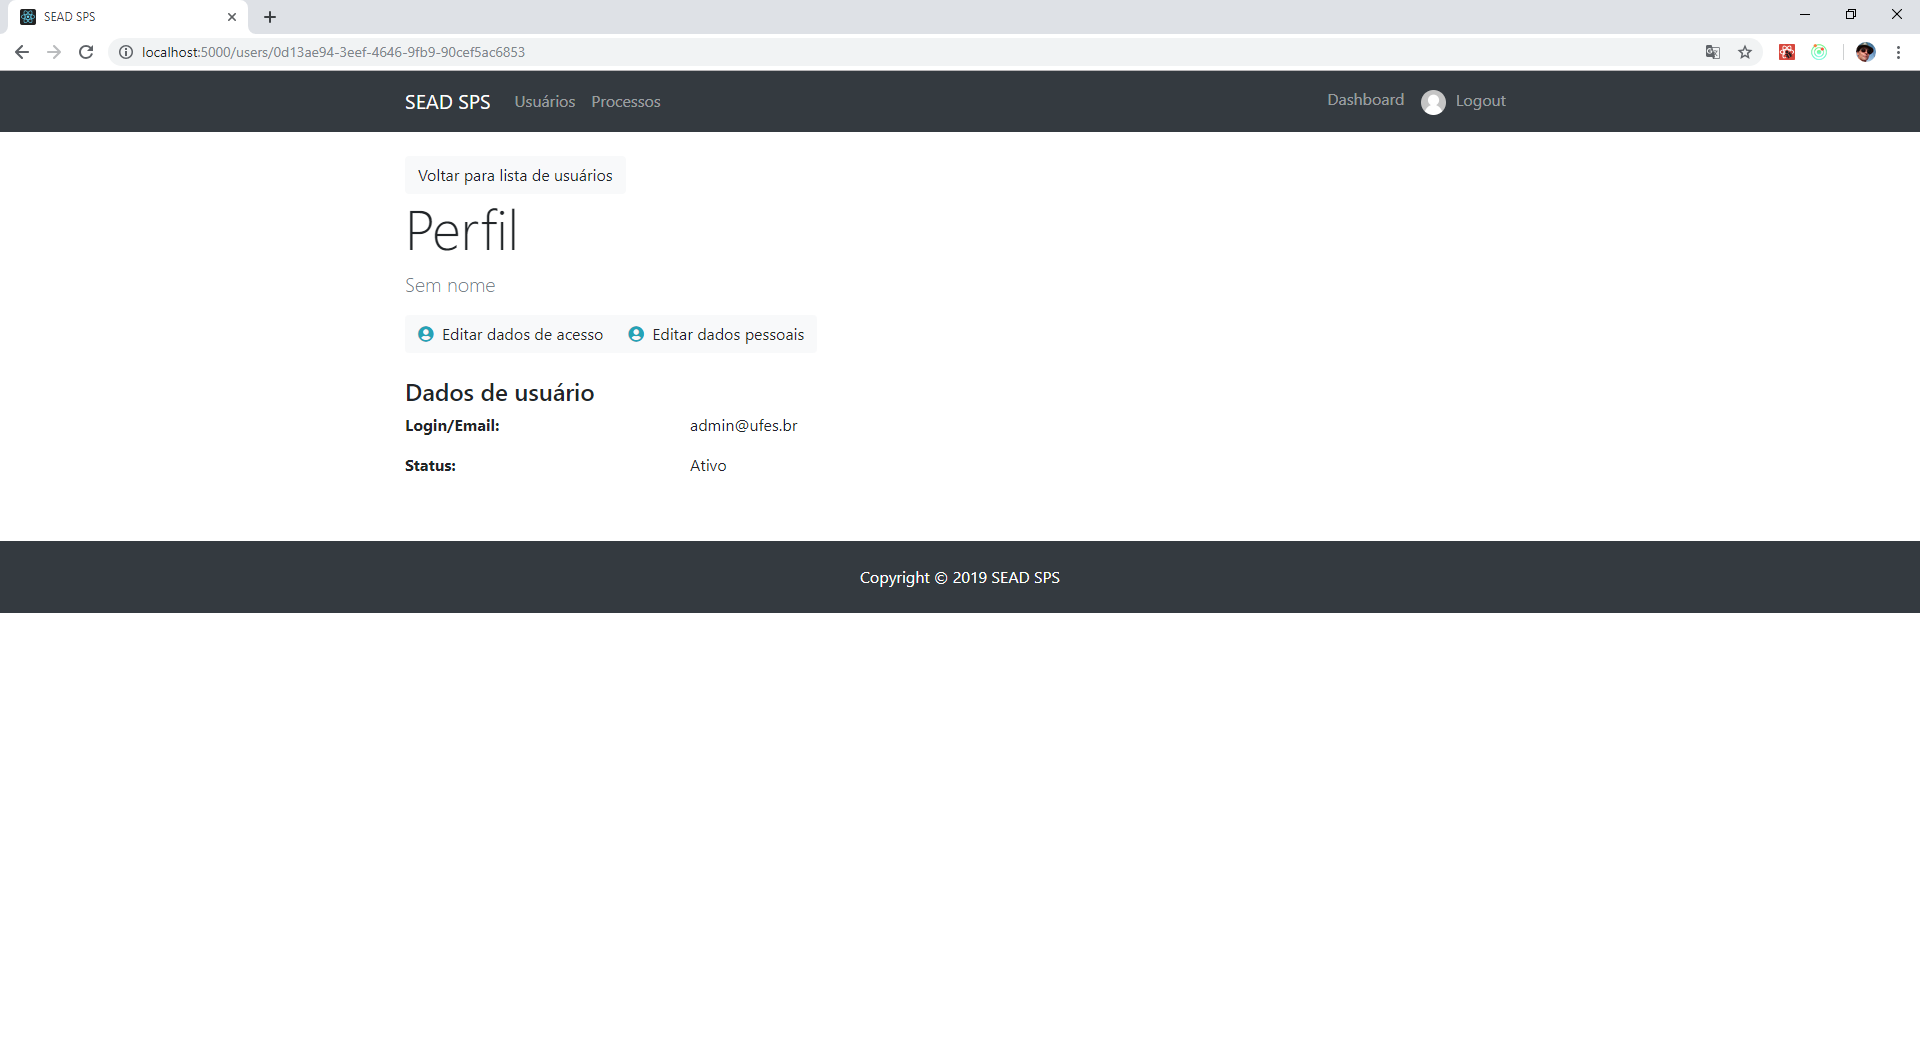 SEAD SPS
localhost:5000/users/0d13ae94-3eef-4646-9fb9-90cef5ac6853
SEAD SPS Usuários Processos Dashboard Logout
Voltar para lista de usuários
Perfil
Sem nome
Editar dados de acesso Editar dados pessoais
Dados de usuário
Login/Email: admin@ufes.br
Status: Ativo
Copyright © 2019 SEAD SPS